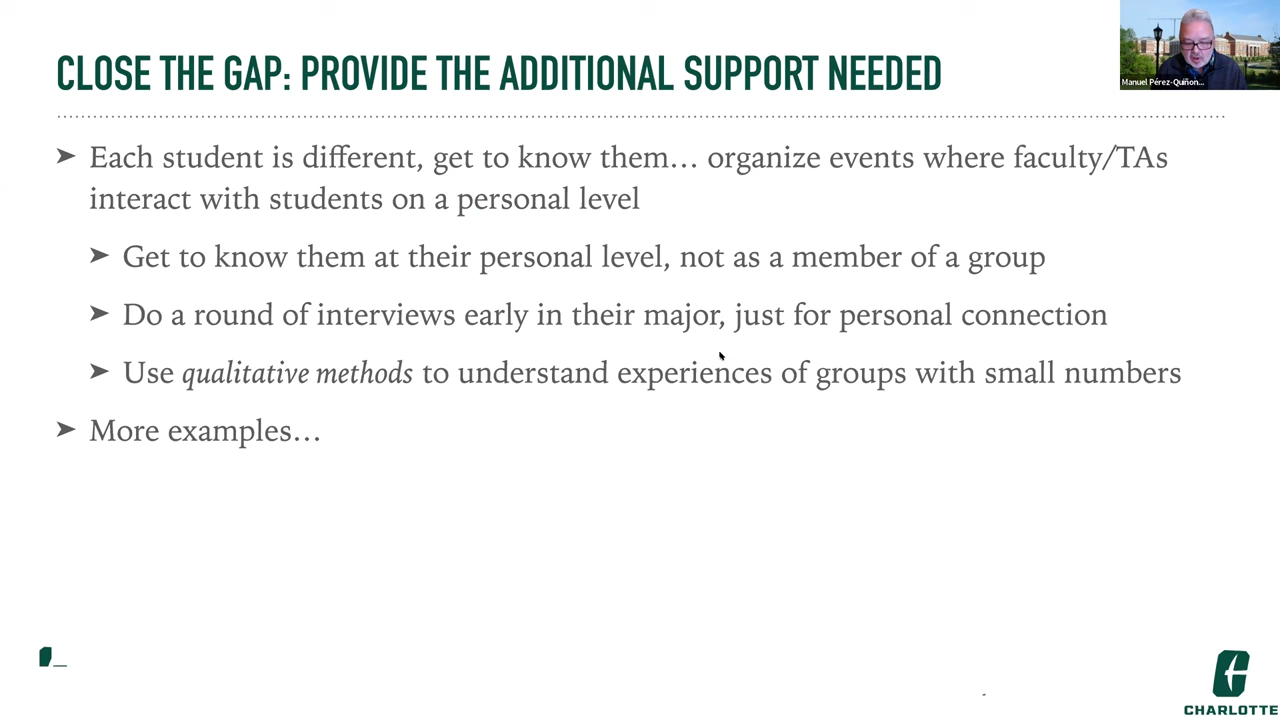 CLOSE THE GAP: PROVIDE THE ADDITIONAL SUPPORT NEEDED
Manuel Pérez-Quiñon...
➤ Each student is different, get to know them… organize events where faculty/TAs
interact with students on a personal level
➤ Get to know them at their personal level, not as a member of a group
➤ Do a round of interviews early in their major, just for personal connection
➤ Use qualitative methods to understand experiences of groups with small numbers
➤ More examples…
CHARLOTTE